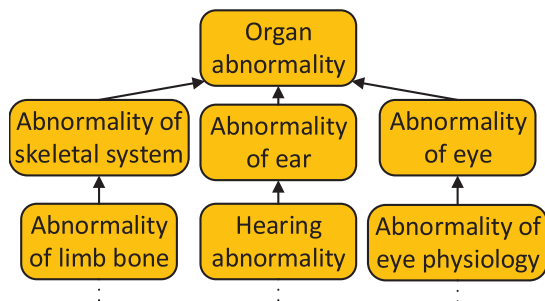 Organ
abnormality
Abnormality of
skeletal system
Abnormality
of ear
Abnormality
of eye
Abnormality
of limb bone
Hearing
abnormality
Abnormality of
eye physiology